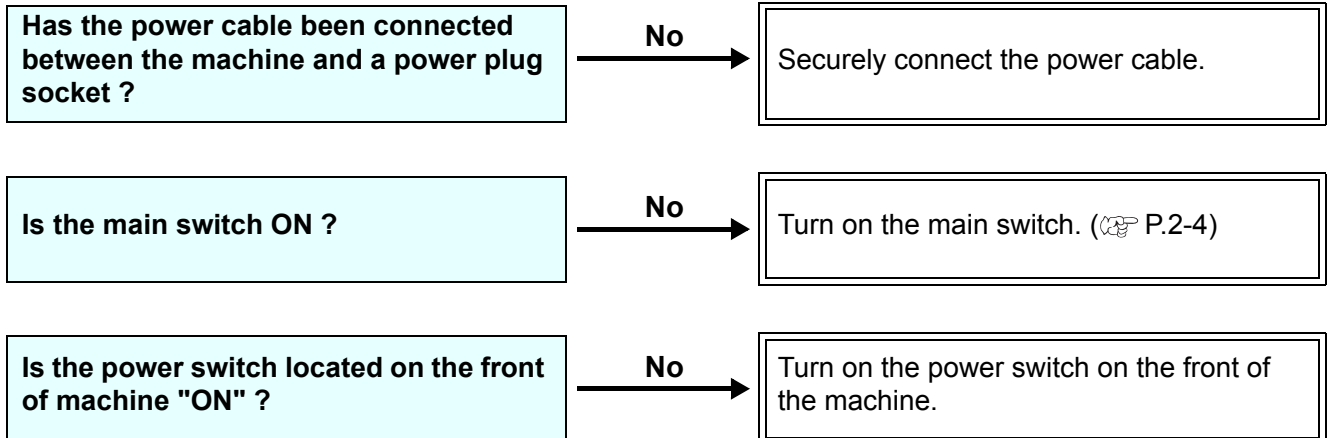 Has the power cable been connected
between the machine and a power plug
socket ?
No
Securely connect the power cable.
Is the main switch ON ?
No
Turn on the main switch. (☞ P.2-4)
Is the power switch located on the front
of machine "ON" ?
No
Turn on the power switch on the front of
the machine.